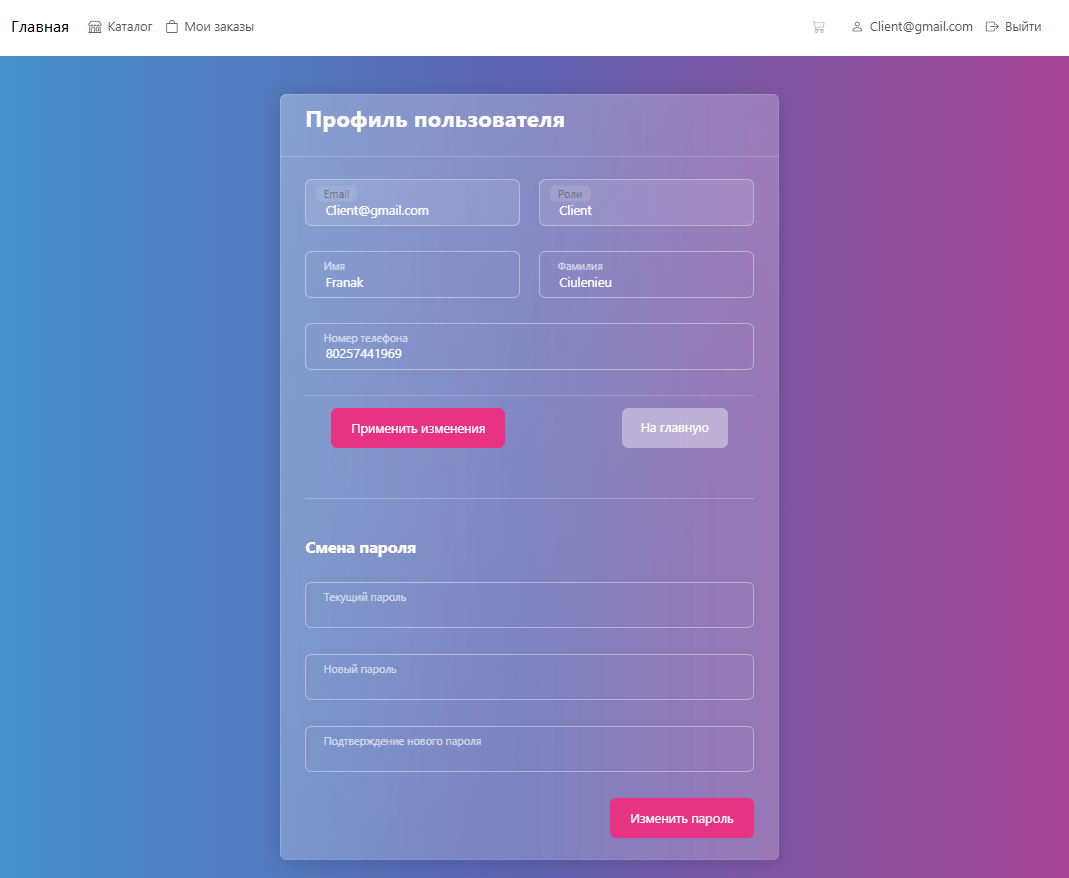 Главная Каталог Мои заказы Client@gmail.com Выйти
Профиль пользователя
Email Роли
Client@gmail.com Client
Имя Фамилия
Franak Ciulenieu
Номер телефона
80257441969
Применить изменения На главную
Смена пароля
Текущий пароль
Новый пароль
Подтверждение нового пароля
Изменить пароль